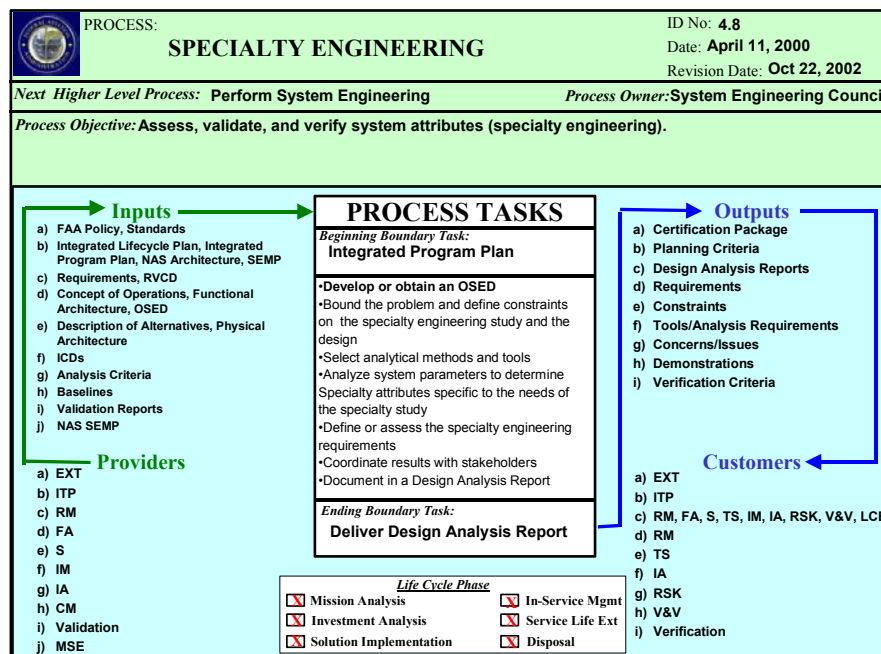 PROCESS:
SPECIALTY ENGINEERING
ID No: 4.8
Date: April 11, 2000
Revision Date: Oct 22, 2002
Next Higher Level Process: Perform System Engineering
Process Owner:System Engineering Counci
Process Objective: Assess, validate, and verify system attributes (specialty engineering).
Inputs
a) FAA Policy, Standards
b) Integrated Lifecycle Plan, Integrated
Program Plan, NAS Architecture, SEMP
c) Requirements, RVCD
d) Concept of Operations, Functional
Architecture, OSED
e) Description of Alternatives, Physical
Architecture
f) ICDs
g) Analysis Criteria
h) Baselines
i) Validation Reports
j) NAS SEMP
Providers
a) EXT
b) ITP
c) RM
d) FA
e) S
f) IM
g) IA
h) CM
i) Validation
j) MSE
PROCESS TASKS
Beginning Boundary Task:
Integrated Program Plan
•Develop or obtain an OSED
•Bound the problem and define constraints
on the specialty engineering study and the
design
•Select analytical methods and tools
•Analyze system parameters to determine
Specialty attributes specific to the needs of
the specialty study
•Define or assess the specialty engineering
requirements
•Coordinate results with stakeholders
•Document in a Design Analysis Report
Ending Boundary Task:
Deliver Design Analysis Report
Outputs
a) Certification Package
b) Planning Criteria
c) Design Analysis Reports
d) Requirements
e) Constraints
f) Tools/Analysis Requirements
g) Concerns/Issues
h) Demonstrations
i) Verification Criteria
Customers
a) EXT
b) ITP
c) RM, FA, S, TS, IM, IA, RSK, V&V, LCE
d) RM
e) TS
f) IA
g) RSK
h) V&V
i) Verification
Life Cycle Phase
X Mission Analysis
X In-Service Mgmt
X Investment Analysis
X Service Life Ext
X Solution Implementation
X Disposal